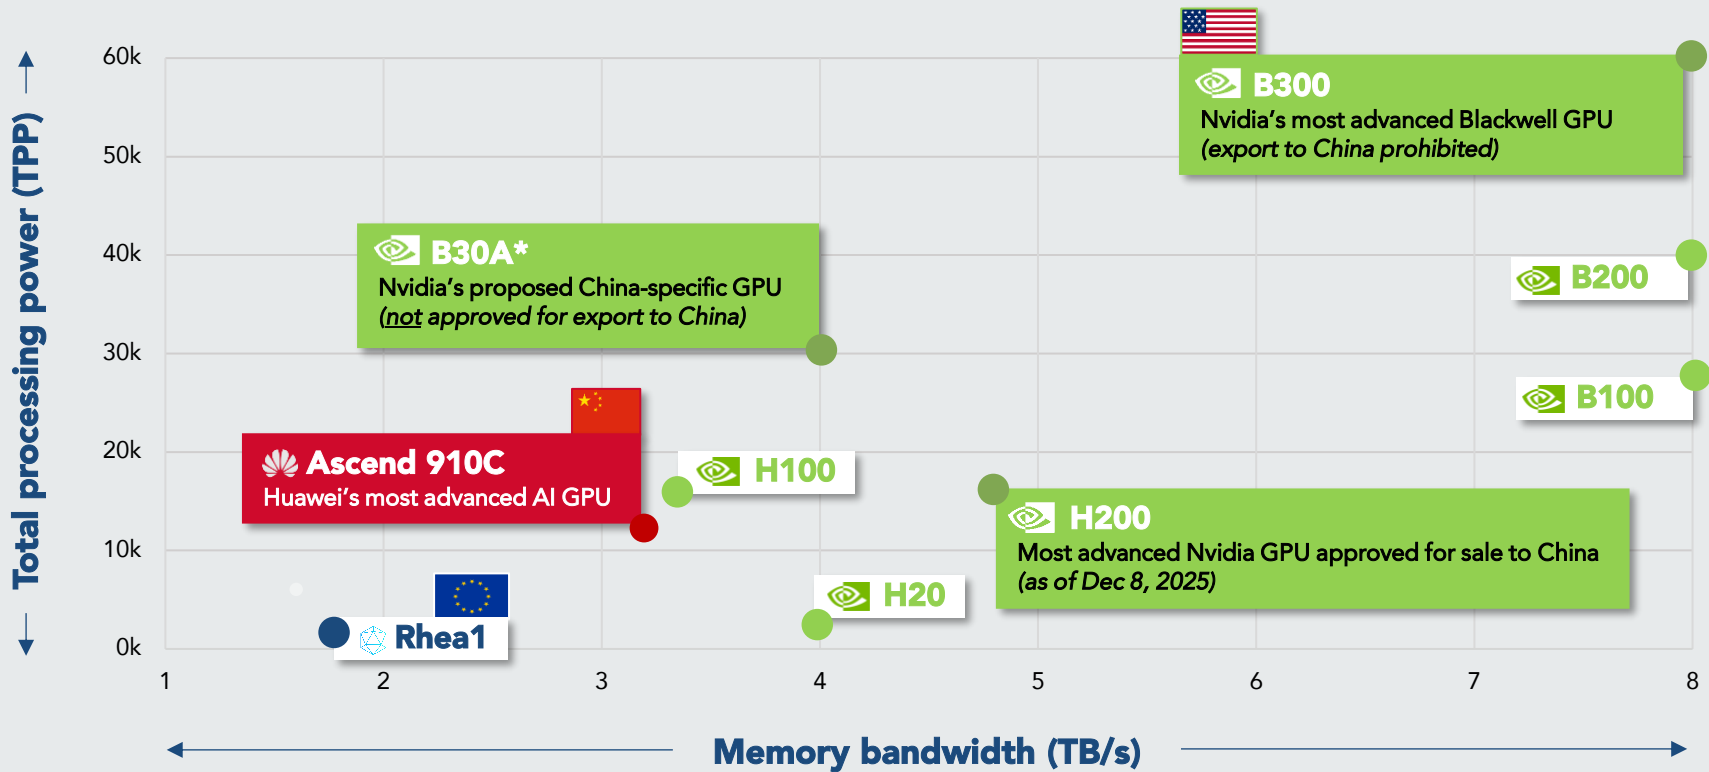 Total processing power (TPP)
60k
50k
40k
30k
20k
10k
0k
B300
Nvidia's most advanced Blackwell GPU
(export to China prohibited)
B30A*
Nvidia's proposed China-specific GPU
(not approved for export to China)
B200
B100
Ascend 910C
Huawei's most advanced AI GPU
H100
H200
Most advanced Nvidia GPU approved for sale to China
(as of Dec 8, 2025)
H20
Rhea1
1 2 3 4 5 6 7 8
Memory bandwidth (TB/s)